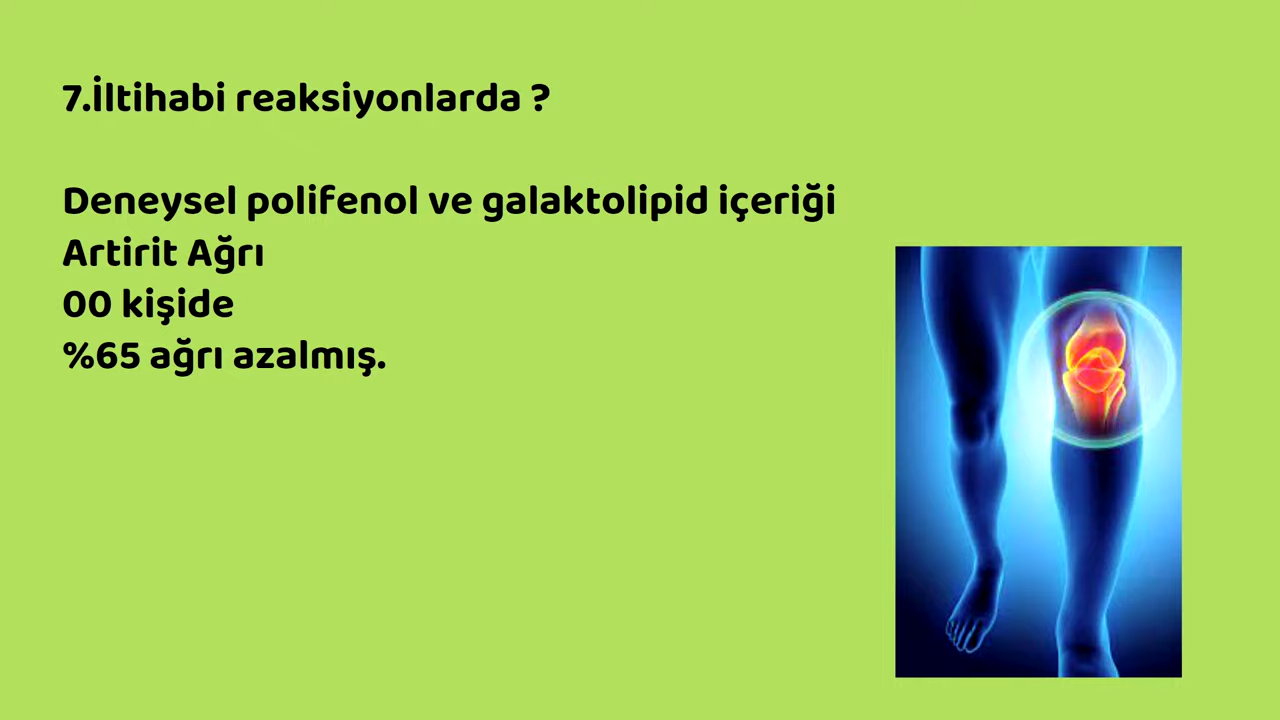 7.İltihabi reaksiyonlarda ?
Deneysel polifenol ve galaktolipid içeriği
Artirit Ağrı
00 kişide
%65 ağrı azalmış.